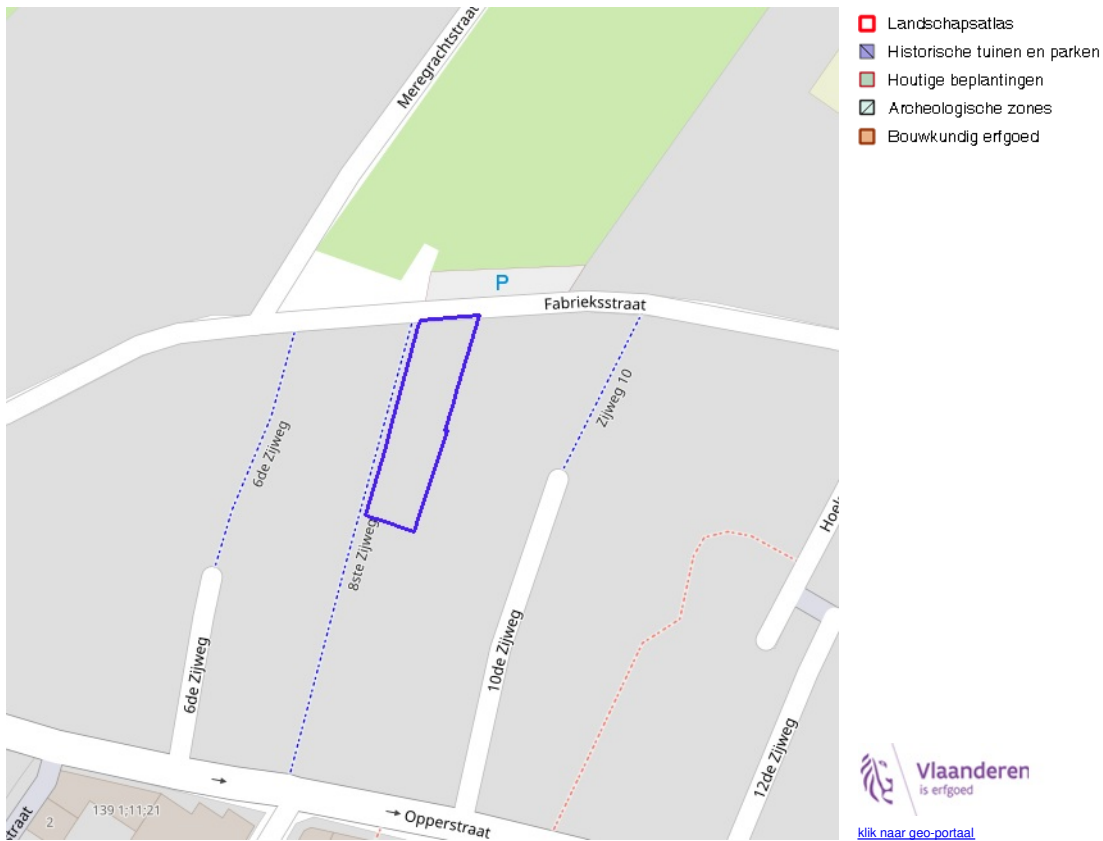 Meregrachtstraat
P
Fabrieksstraat
Zijweg 10
6de Zijweg
8ste Zijweg
Hoek
10de Zijweg
6de Zijweg
12de Zijweg
→
→ Opperstraat
139 1;11;21
2
straat
Landschapsatlas
Historische tuinen en parken
Houtige beplantingen
Archeologische zones
Bouwkundig erfgoed
Vlaanderen
is erfgoed
klik naar geo-portaal